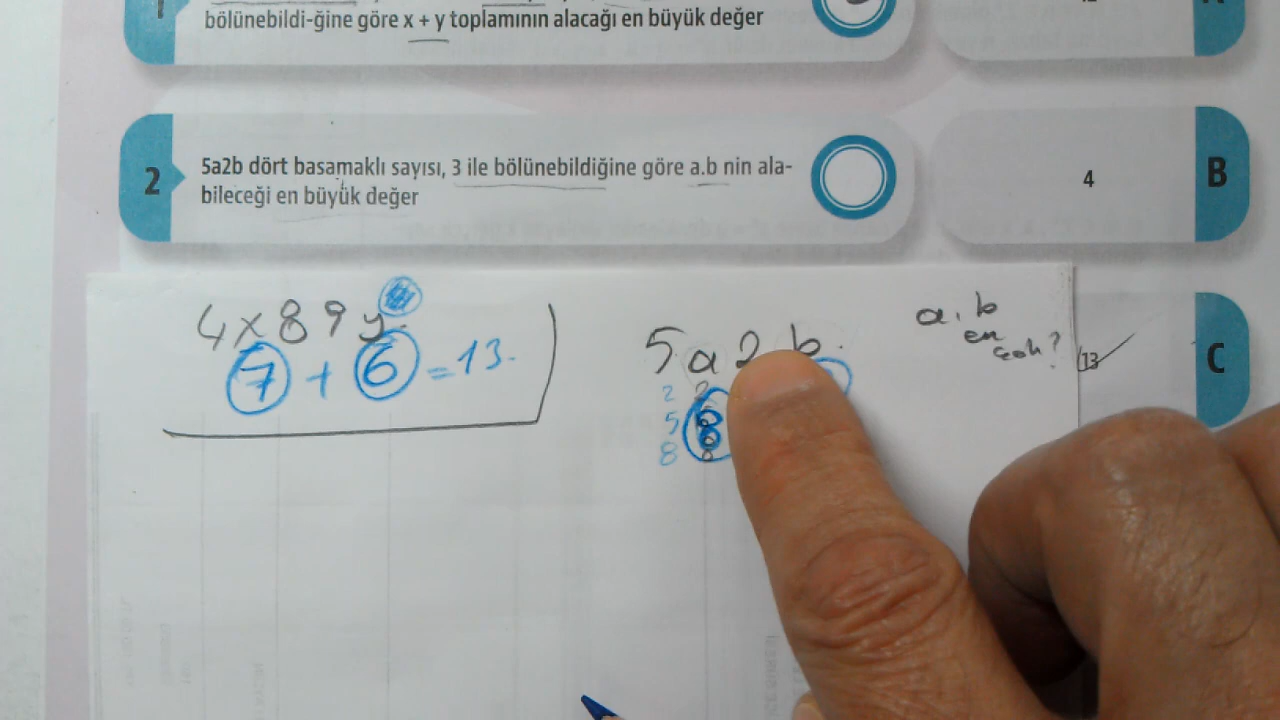 1
bölünebildi-ğine göre x + y toplamının alacağı en büyük değer
2
5a2b dört basamaklı sayısı, 3 ile bölünebildiğine göre a.b nin ala-
bileceği en büyük değer
4
B
4x89y
7 + 6 = 13.
5a2b.
2
5
8
8
a.b
en
çok?
13
C